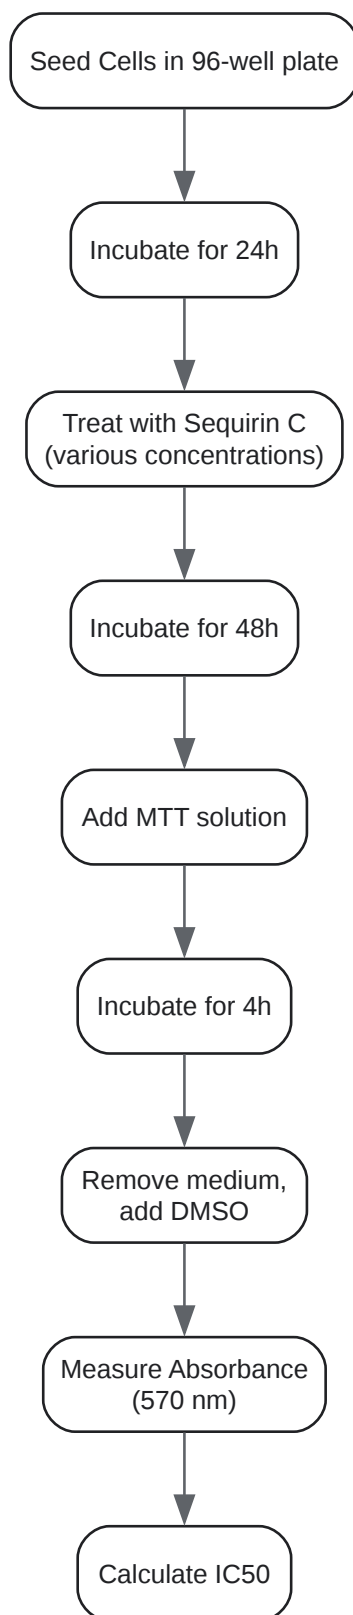 Seed Cells in 96-well plate
Incubate for 24h
Treat with Sequirin C
(various concentrations)
Incubate for 48h
Add MTT solution
Incubate for 4h
Remove medium,
add DMSO
Measure Absorbance
(570 nm)
Calculate IC50